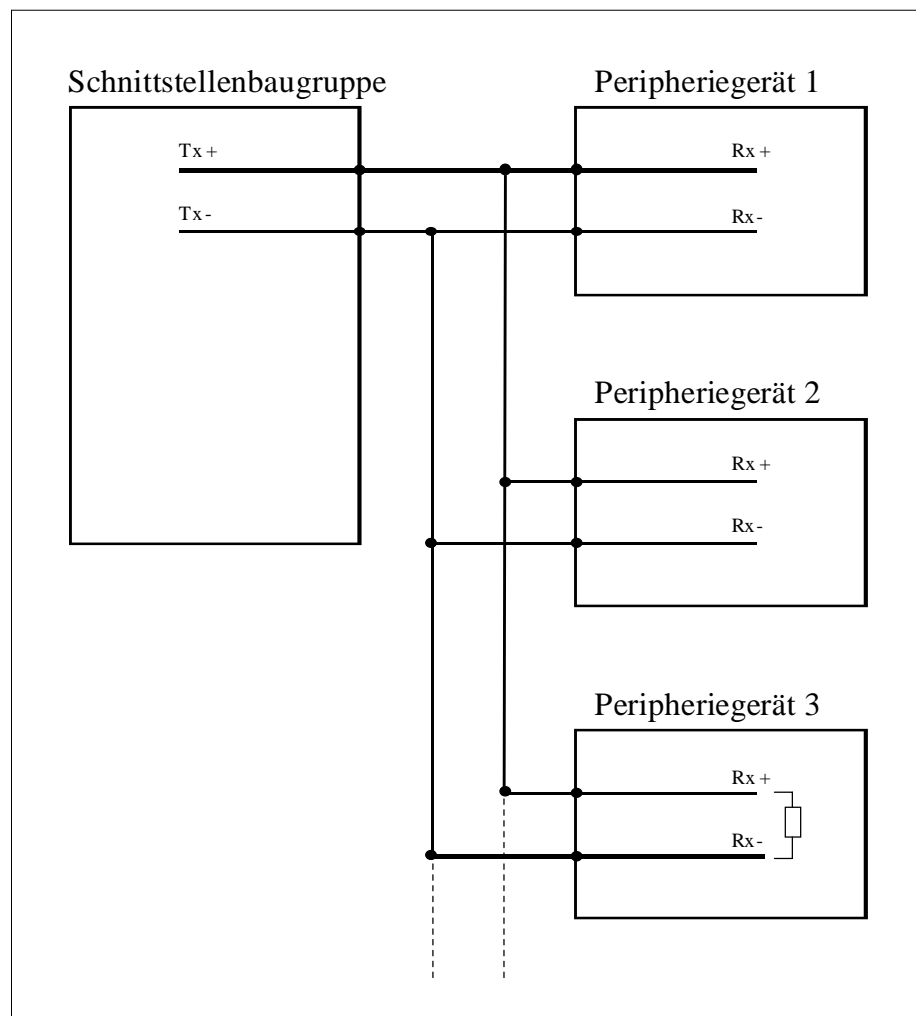 Schnittstellenbaugruppe
Peripheriegerät 1
Tx+
Rx+
Tx-
Rx-
Peripheriegerät 2
Rx+
Rx-
Peripheriegerät 3
Rx+
Rx-